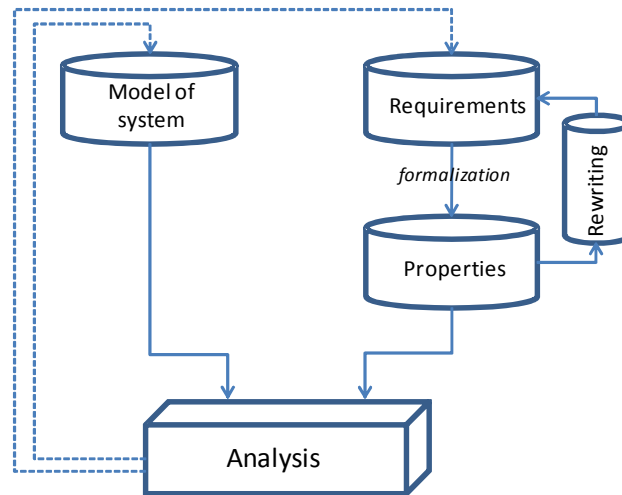 Model of
system
Requirements
formalization
Rewriting
Properties
Analysis